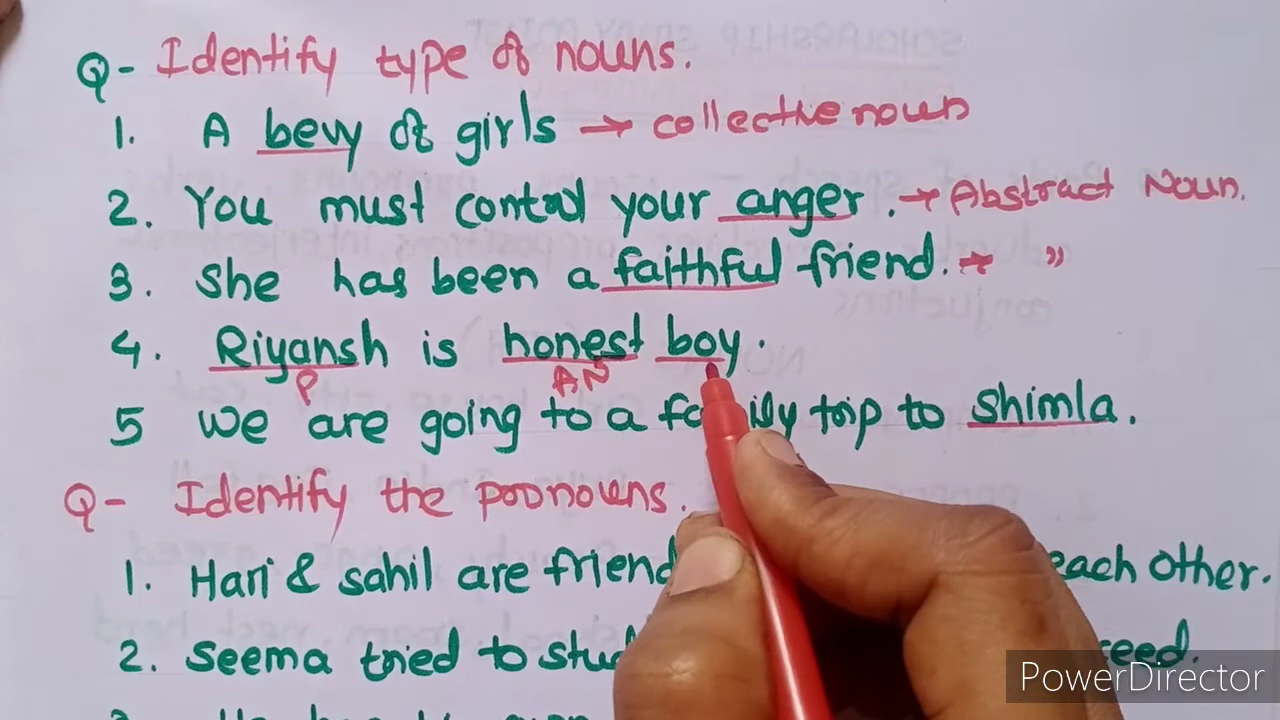 Q- Identify type of nouns.
1. A bevy of girls → collective noun
2. You must control your anger. → Abstract Noun.
3. She has been a faithful friend. → "
4. Riyansh is honest boy.
P AN
5 We are going to a family trip to Shimla.
Q- Identify the pronouns.
1. Hari & sahil are friend each other.
2. Seema tried to stud
PowerDirector